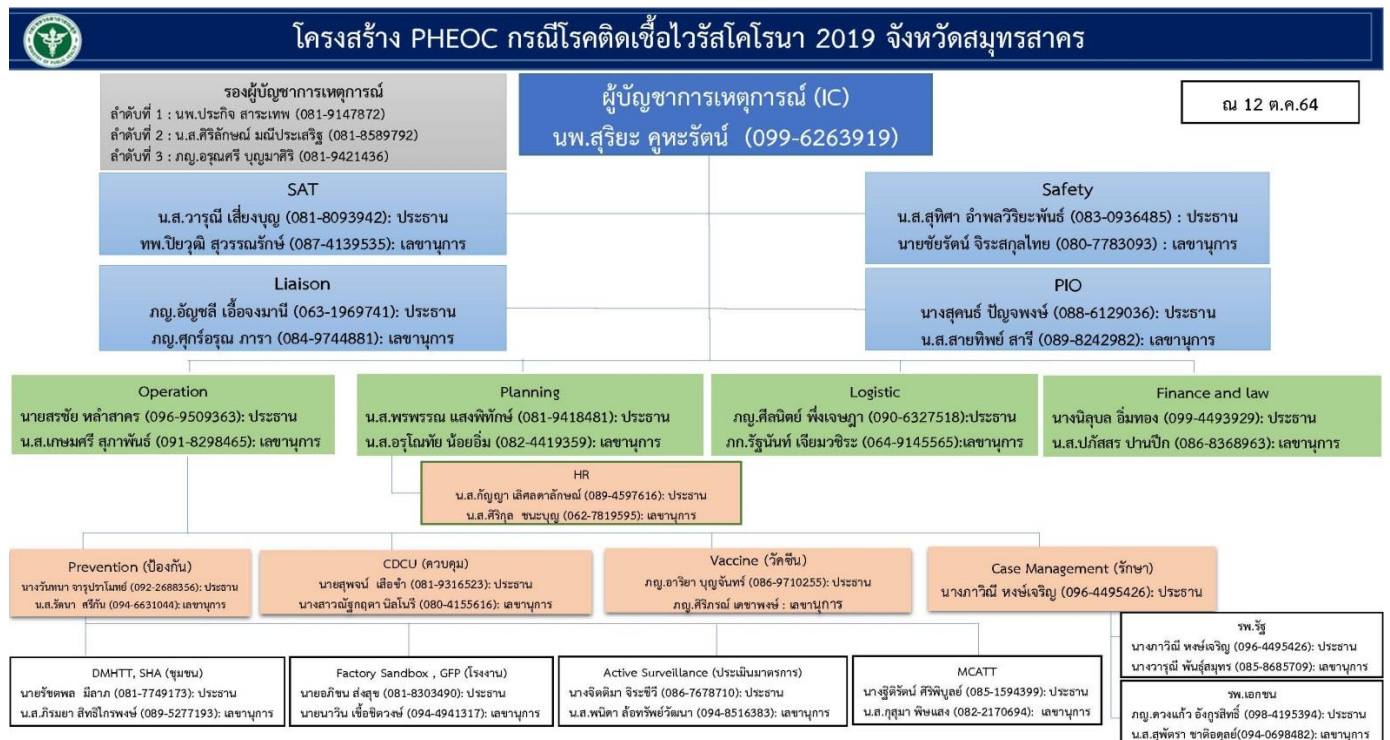 โครงสร้าง PHEOC กรณีโรคติดเชื้อไวรัสโคโรนา 2019 จังหวัดสมุทรสาคร
รองผู้บัญชาการเหตุการณ์
ลำดับที่ 1 : นพ.ประกิจ สาระเทพ (081-9147872)
ลำดับที่ 2 : น.ส.ศิริลักษณ์ มณีประเสริฐ (081-8589792)
ลำดับที่ 3 : ภญ.อรุณศรี บุญมาศิริ (081-9421436)
ผู้บัญชาการเหตุการณ์ (IC)
นพ.สุริยะ คูหะรัตน์ (099-6263919)
ณ 12 ต.ค.64
SAT
น.ส.วารุณี เสี่ยงบุญ (081-8093942): ประธาน
ทพ.ปิยวุฒิ สุวรรณรักษ์ (087-4139535): เลขานุการ
Safety
น.ส.สุทิศา อำพลวิริยะพันธ์ (083-0936485) : ประธาน
นายชัยรัตน์ จิระสกุลไทย (080-7783093) : เลขานุการ
Liaison
ภญ.อัญชลี เอื้อจงมานี (063-1969741): ประธาน
ภญ.ศุกร์อรุณ ภารา (084-9744881): เลขานุการ
PIO
นางสุคนธ์ ปัญจพงษ์ (088-6129036): ประธาน
น.ส.สายทิพย์ สารี (089-8242982): เลขานุการ
Operation
นายสรชัย หลำสาคร (096-9509363): ประธาน
น.ส.เกษมศรี สุภาพันธ์ (091-8298465): เลขานุการ
Planning
น.ส.พรพรรณ แสงพิทักษ์ (081-9418481): ประธาน
น.ส.อรุโณทัย น้อยอิ่ม (082-4419359): เลขานุการ
Logistic
ภญ.ศีลนิตย์ พึ่งเจษฎา (090-6327518):ประธาน
ภก.รัฐนันท์ เจียมวชิระ (064-9145565):เลขานุการ
Finance and law
นางนิลุบล อิ่มทอง (099-4493929): ประธาน
น.ส.ปภัสสร ปานปึก (086-8368963): เลขานุการ
HR
น.ส.กัญญา เลิศลดาลักษณ์ (089-4597616): ประธาน
น.ส.ศิริกุล ชนะบุญ (062-7819595): เลขานุการ
Prevention (ป้องกัน)
นางวันทนา จารุปราโมทย์ (092-2688356): ประธาน
น.ส.รัตนา ศรีกัน (094-6631044): เลขานุการ
CDCU (ควบคุม)
นายสุพจน์ เสือขำ (081-9316523): ประธาน
นางสาวณัฐกฤตา นิลโนรี (080-4155616): เลขานุการ
Vaccine (วัคซีน)
ภญ.อาริยา บุญจันทร์ (086-9710255): ประธาน
ภญ.ศิริภรณ์ เดชาพงษ์ : เลขานุการ
Case Management (รักษา)
นางภาวิณี หงษ์เจริญ (096-4495426): ประธาน
รพ.รัฐ
นางภาวิณี หงษ์เจริญ (096-4495426): ประธาน
นางวารุณี พันธุ์สมุทร (085-8685709): เลขานุการ
DMHTT, SHA (ชุมชน)
นายรัชตพล มีลาภ (081-7749173): ประธาน
น.ส.ภิรมยา สิทธิไกรพงษ์ (089-5277193): เลขานุการ
Factory Sandbox , GFP (โรงงาน)
นายอภิชน ส่งสุข (081-8303490): ประธาน
นายนาวิน เชื้อชิตวงษ์ (094-4941317): เลขานุการ
Active Surveillance (ประเมินมาตรการ)
นางจิตติมา จิระชีวี (086-7678710): ประธาน
น.ส.พนิดา ล้อทรัพย์วัฒนา (094-8516383): เลขานุการ
MCATT
นางฐิติรัตน์ ศิริพิบูลย์ (085-1594399): ประธาน
น.ส.กุสุมา พิษแสง (082-2170694): เลขานุการ
รพ.เอกชน
ภญ.ดวงแก้ว อังกูรสิทธิ์ (098-4195394): ประธาน
น.ส.สุพัตรา ชาติอดุลย์(094-0698482): เลขานุการ